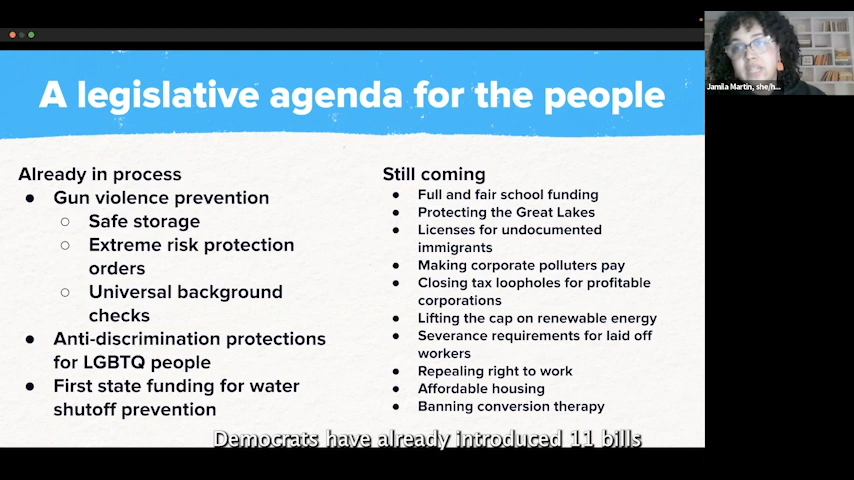 A legislative agenda for the people
Jamila Martin, she/h...
Already in process
● Gun violence prevention
○ Safe storage
○ Extreme risk protection
orders
○ Universal background
checks
● Anti-discrimination protections
for LGBTQ people
● First state funding for water
shutoff prevention
Still coming
● Full and fair school funding
● Protecting the Great Lakes
● Licenses for undocumented
immigrants
● Making corporate polluters pay
● Closing tax loopholes for profitable
corporations
● Lifting the cap on renewable energy
● Severance requirements for laid off
workers
● Repealing right to work
● Affordable housing
● Banning conversion therapy
Democrats have already introduced 11 bills